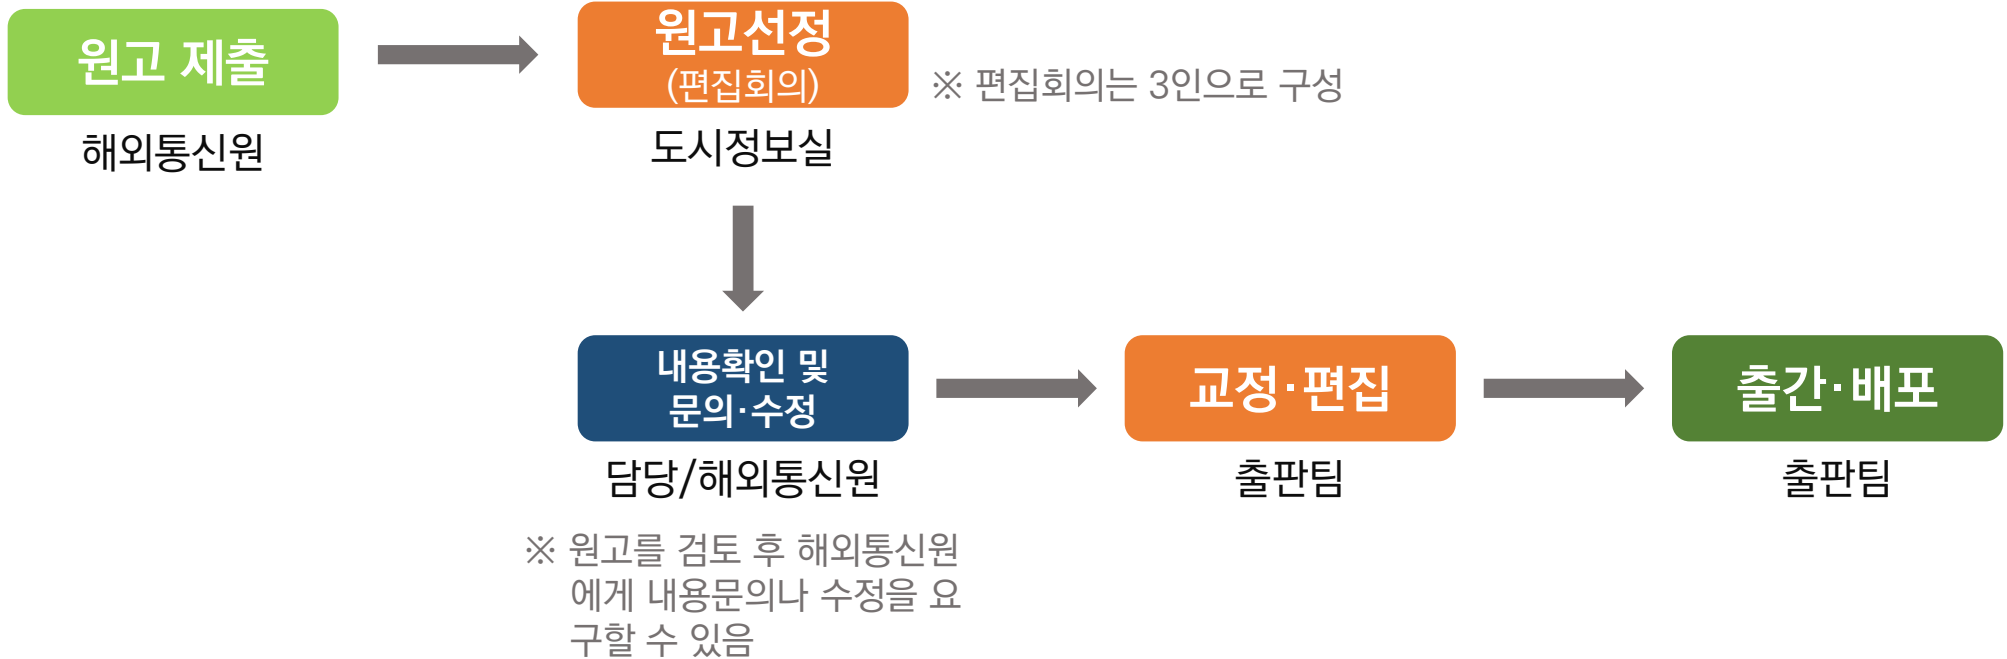 원고 제출
해외통신원
원고선정
(편집회의)
※ 편집회의는 3인으로 구성
도시정보실
내용확인 및
문의·수정
담당/해외통신원
※ 원고를 검토 후 해외통신원
에게 내용문의나 수정을 요
구할 수 있음
교정·편집
출판팀
출간·배포
출판팀